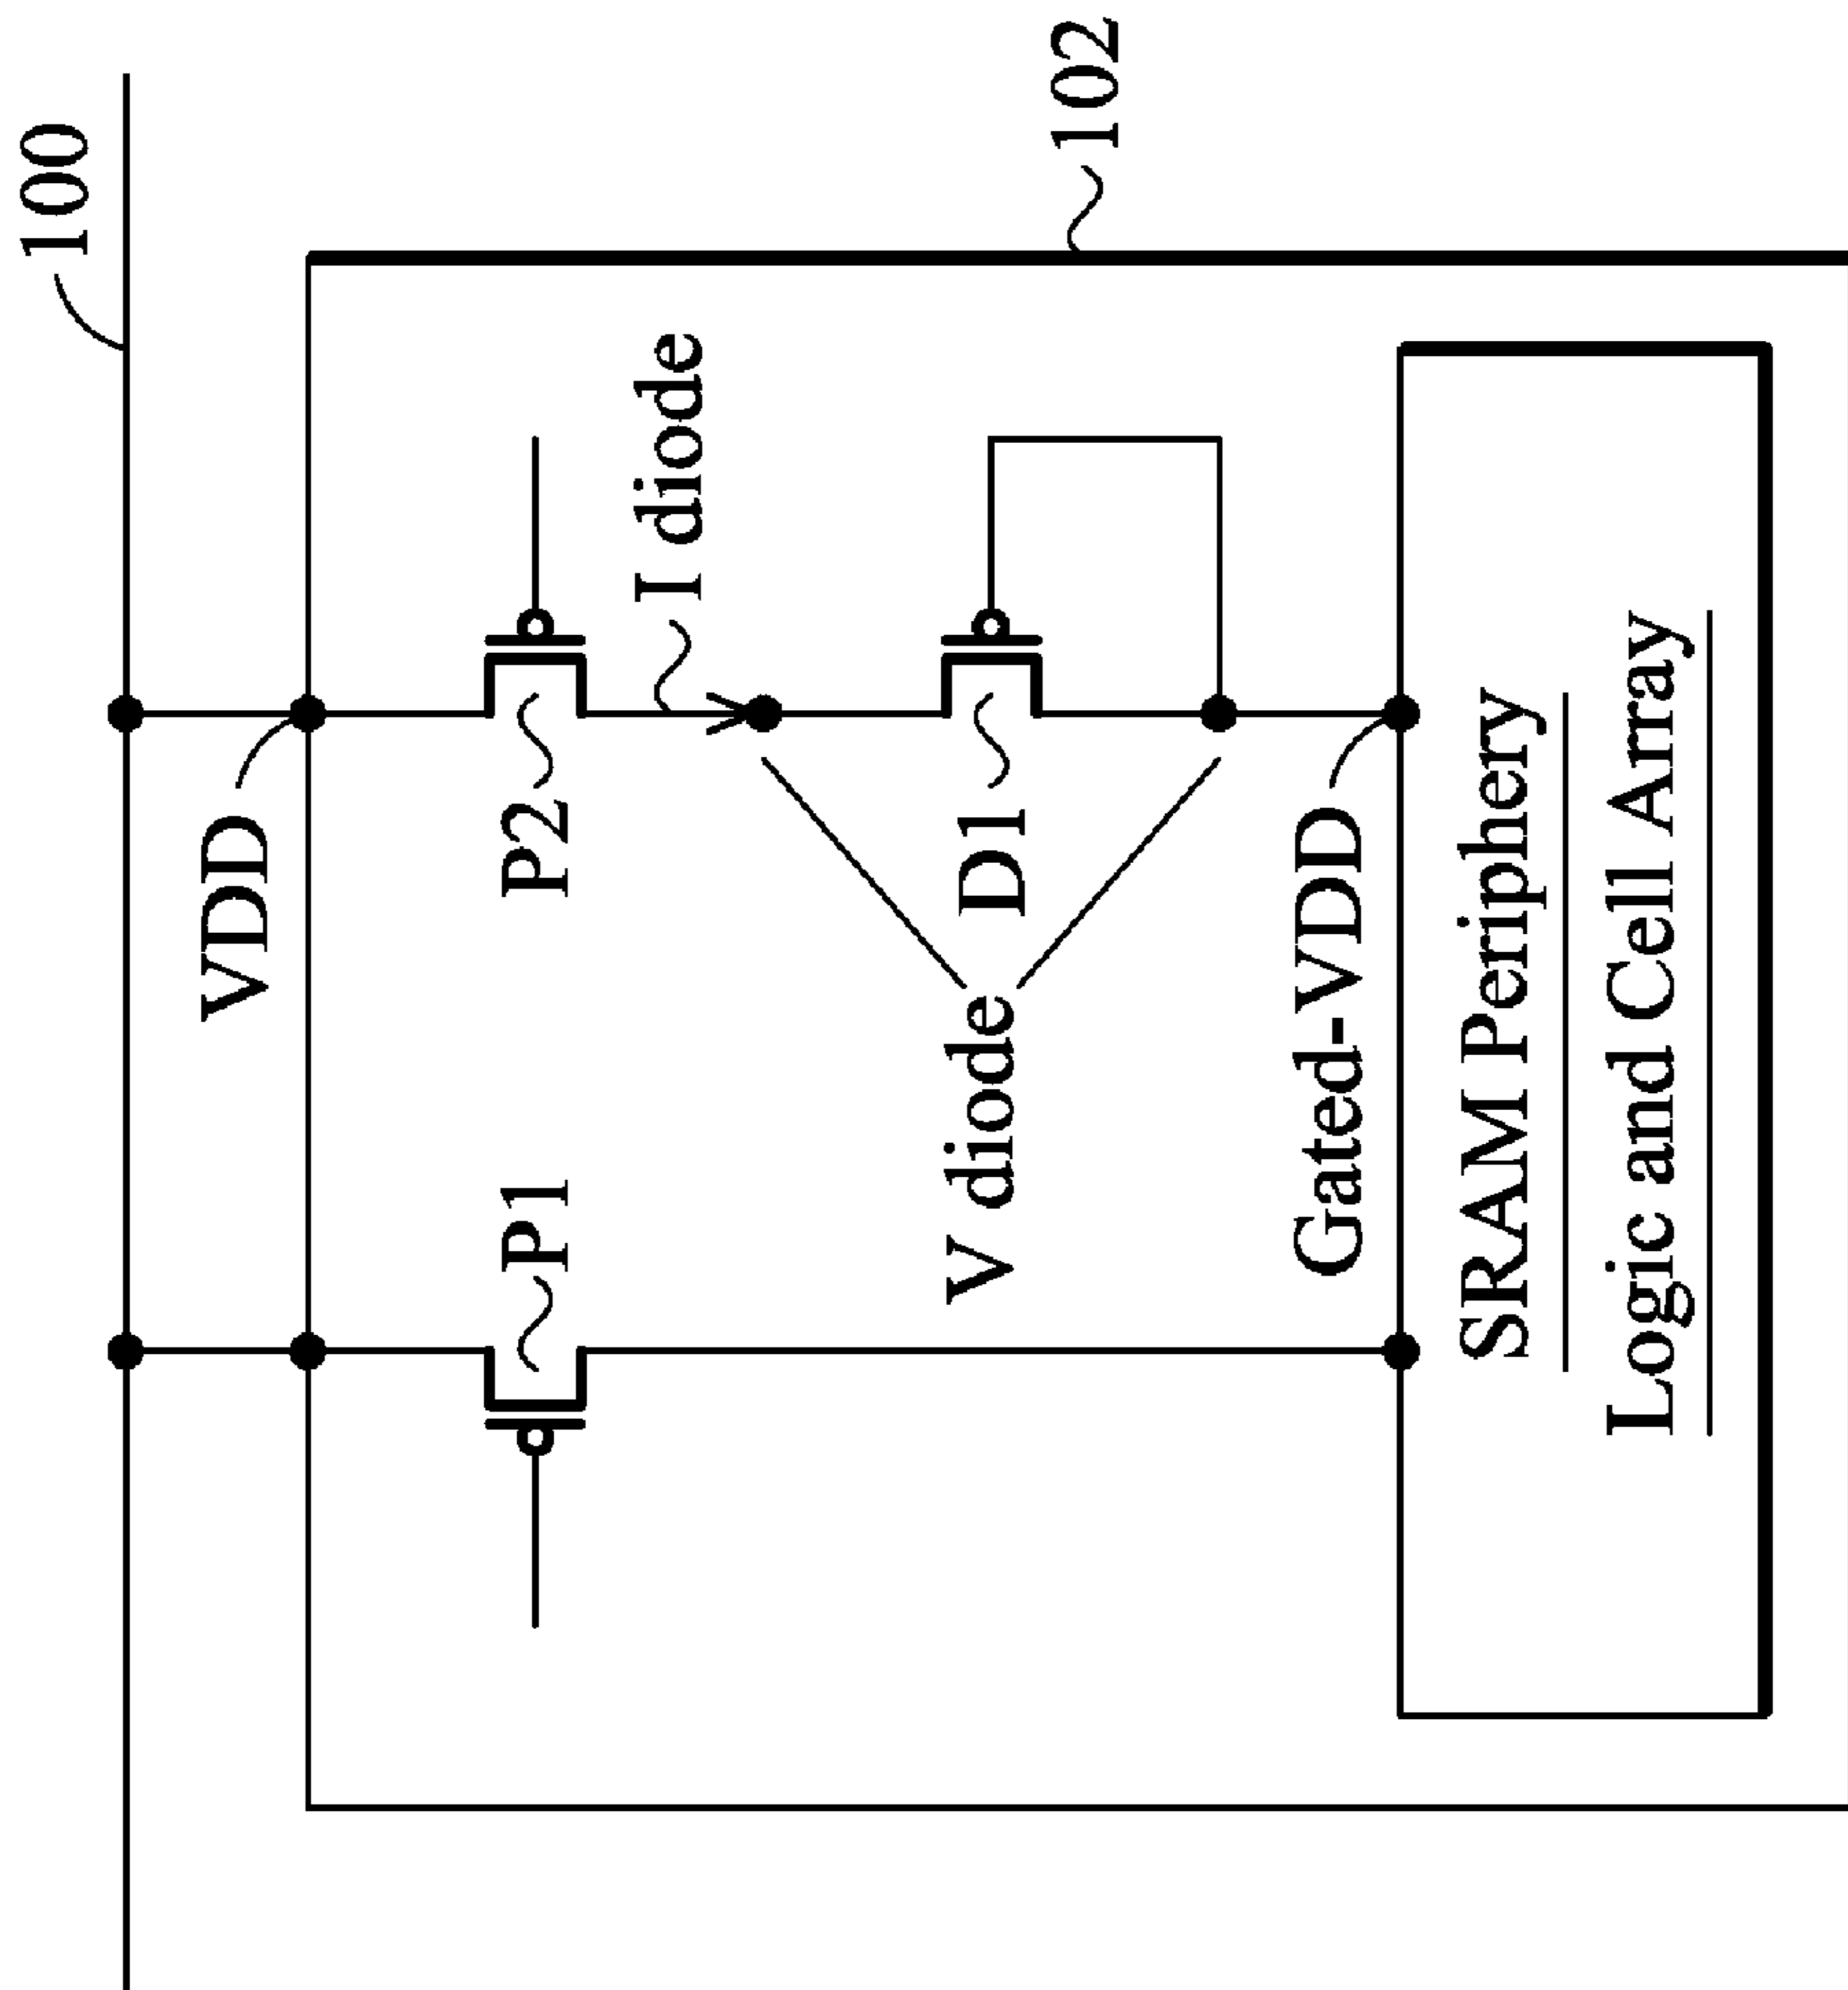 100
102
VDD
P1
P2
I diode
V diode
D1
Gated-VDD
SRAM Periphery
Logic and Cell Array